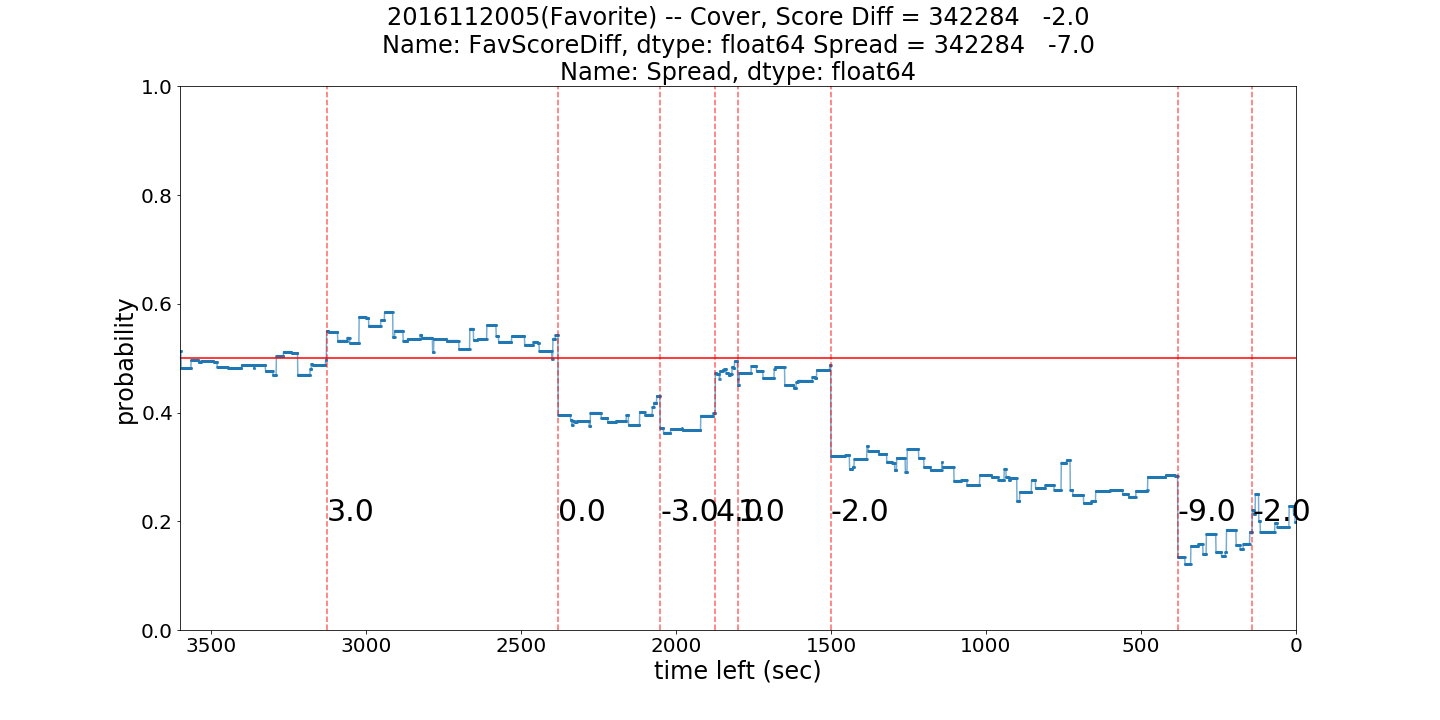 2016112005(Favorite) -- Cover, Score Diff = 342284   -2.0
Name: FavScoreDiff, dtype: float64 Spread = 342284   -7.0
Name: Spread, dtype: float64
1.0
0.8
0.6
0.4
0.2
0.0
probability
3.0
0.0
-3.0
4.0
1.0
-2.0
-9.0
-2.0
3500 3000 2500 2000 1500 1000 500 0
time left (sec)